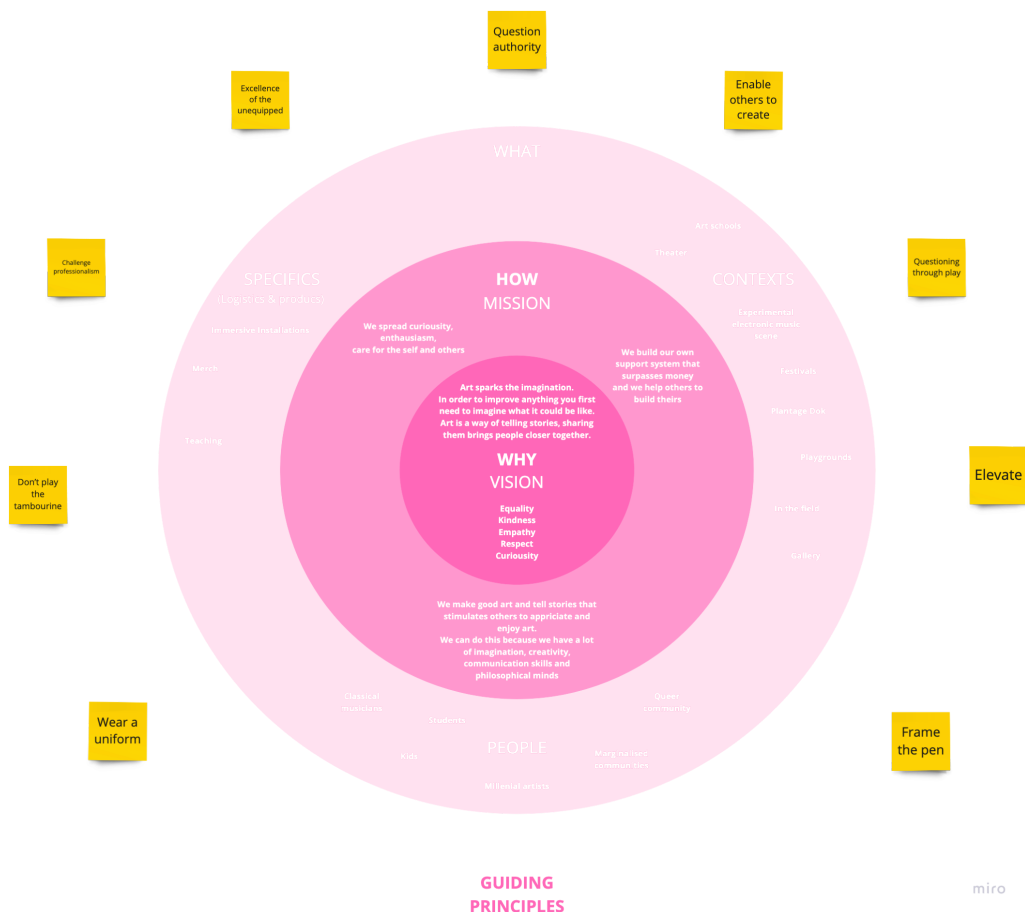 Question
authority
Excellence
of the
unequipped
Enable
others to
create
Challenge
professionalism
Questioning
through play
Don't play
the
tambourine
Elevate
Wear a
uniform
Frame
the pen
WHAT
SPECIFICS
(Logistics & product)
Immersive Installations
Merch
Teaching
CONTEXTS
Art schools
Theater
Experimental
electronic music
scene
Festivals
Plantage Dok
Playgrounds
In the field
Gallery
HOW
MISSION
We spread curiousity,
enthausiasm,
care for the self and others
We build our own
support system that
surpasses money
and we help others to
build theirs
Art sparks the imagination.
In order to improve anything you first
need to imagine what it could be like.
Art is a way of telling stories, sharing
them brings people closer together.
WHY
VISION
Equality
Kindness
Empathy
Respect
Curiousity
We make good art and tell stories that
stimulates others to appriciate and
enjoy art.
We can do this because we have a lot
of imagination, creativity,
communication skills and
philosophical minds
PEOPLE
Classical
musicians
Students
Kids
Millenial artists
Queer
community
Marginalised
communities
GUIDING
PRINCIPLES
miro